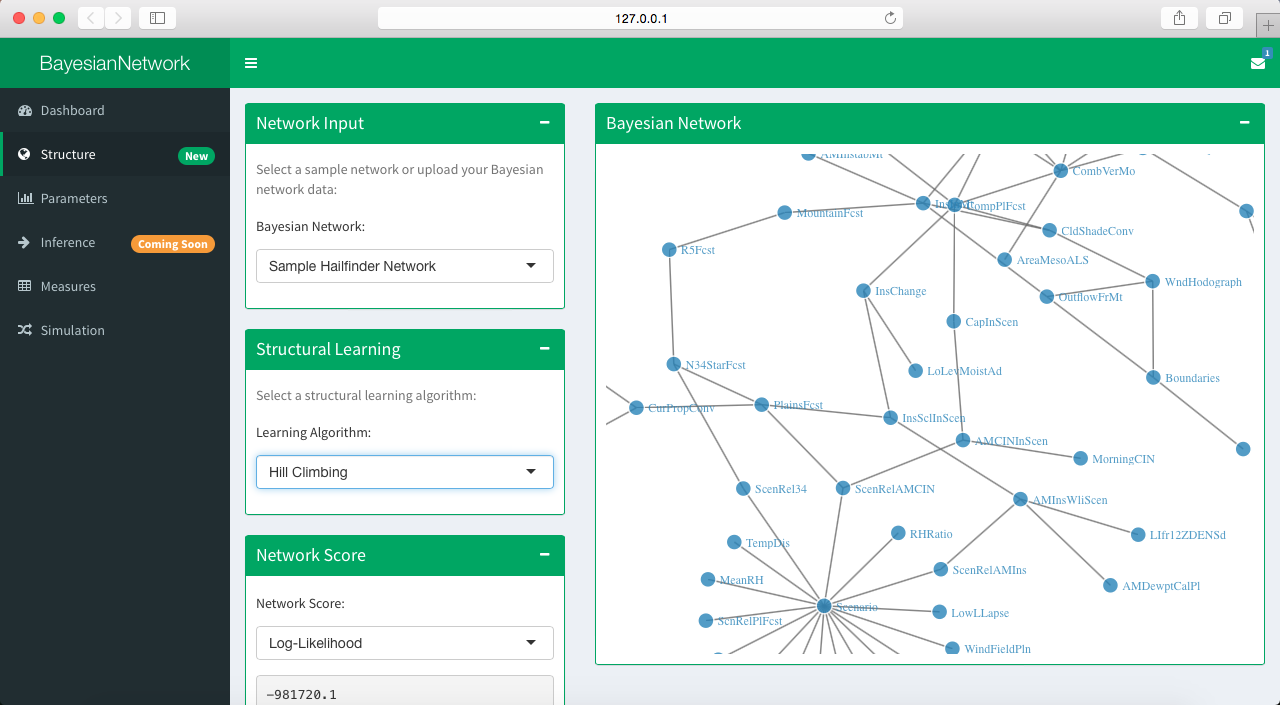 127.0.0.1
BayesianNetwork
1
Dashboard
Structure New
Parameters
Inference Coming Soon
Measures
Simulation
Network Input
Select a sample network or upload your Bayesian
network data:
Bayesian Network:
Sample Hailfinder Network
Structural Learning
Select a structural learning algorithm:
Learning Algorithm:
Hill Climbing
Network Score
Network Score:
Log-Likelihood
-981720.1
Bayesian Network
CombVerMo
MountainFcst
CompPlFcst
CldShadeConv
R5Fcst
AreaMesoALS
WndHodograph
InsChange
OutflowFrMt
CapInScen
N34StarFcst
LoLevMoistAd
Boundaries
CurPropConv
PlainsFcst
InsSclInScen
AMCINInScen
MorningCIN
ScenRel34
ScenRelAMCIN
AMInsWliScen
RHRatio
LIfr12ZDENSd
TempDis
ScenRelAMIns
MeanRH
AMDewptCalPl
Scenario
LowLLapse
ScnRelPlFcst
WindFieldPln